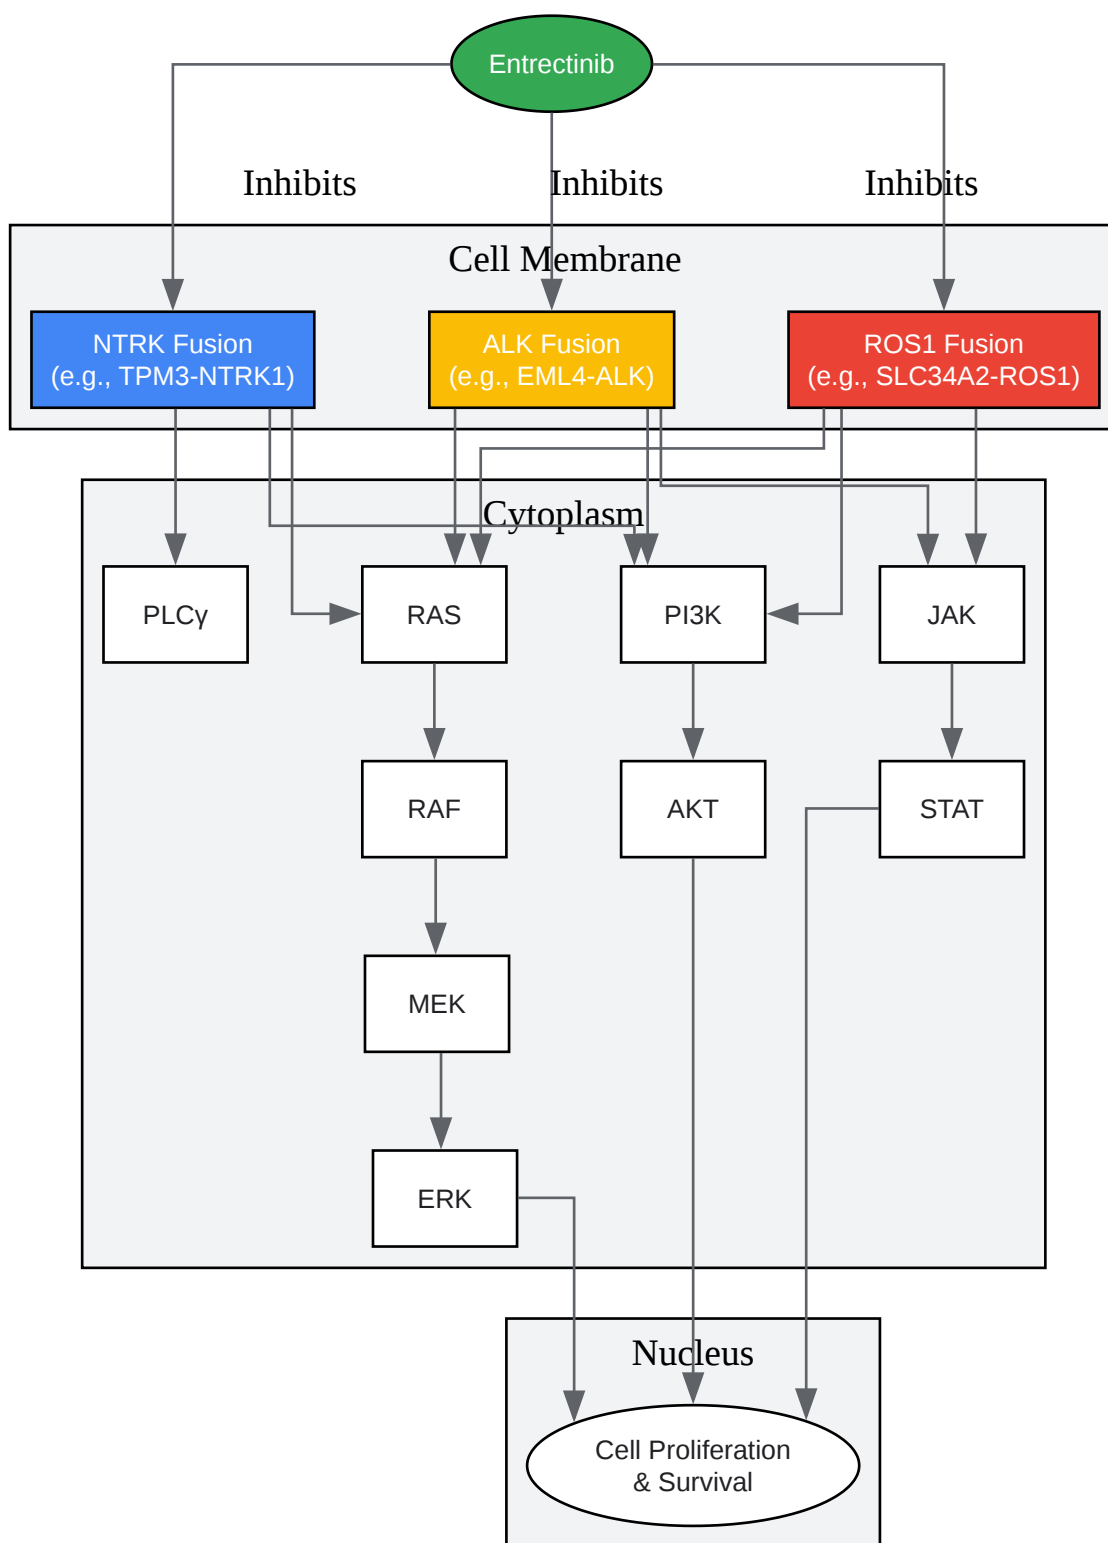 Entrectinib
Inhibits
Inhibits
Inhibits
Cell Membrane
NTRK Fusion
(e.g., TPM3-NTRK1)
ALK Fusion
(e.g., EML4-ALK)
ROS1 Fusion
(e.g., SLC34A2-ROS1)
Cytoplasm
PLCγ
RAS
PI3K
JAK
RAF
AKT
STAT
MEK
ERK
Nucleus
Cell Proliferation
& Survival